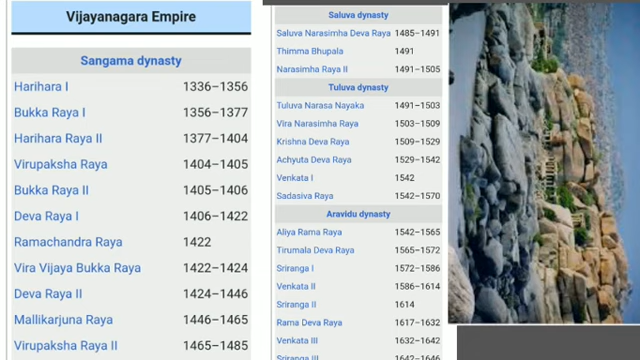 Vijayanagara Empire
Sangama dynasty
Harihara I 1336–1356
Bukka Raya I 1356–1377
Harihara Raya II 1377–1404
Virupaksha Raya 1404–1405
Bukka Raya II 1405–1406
Deva Raya I 1406–1422
Ramachandra Raya 1422
Vira Vijaya Bukka Raya 1422–1424
Deva Raya II 1424–1446
Mallikarjuna Raya 1446–1465
Virupaksha Raya II 1465–1485
Saluva dynasty
Saluva Narasimha Deva Raya 1485–1491
Thimma Bhupala 1491
Narasimha Raya II 1491–1505
Tuluva dynasty
Tuluva Narasa Nayaka 1491–1503
Vira Narasimha Raya 1503–1509
Krishna Deva Raya 1509–1529
Achyuta Deva Raya 1529–1542
Venkata I 1542
Sadasiva Raya 1542–1570
Aravidu dynasty
Aliya Rama Raya 1542–1565
Tirumala Deva Raya 1565–1572
Sriranga I 1572–1586
Venkata II 1586–1614
Sriranga II 1614
Rama Deva Raya 1617–1632
Venkata III 1632–1642
Sriranga III 1642–1646